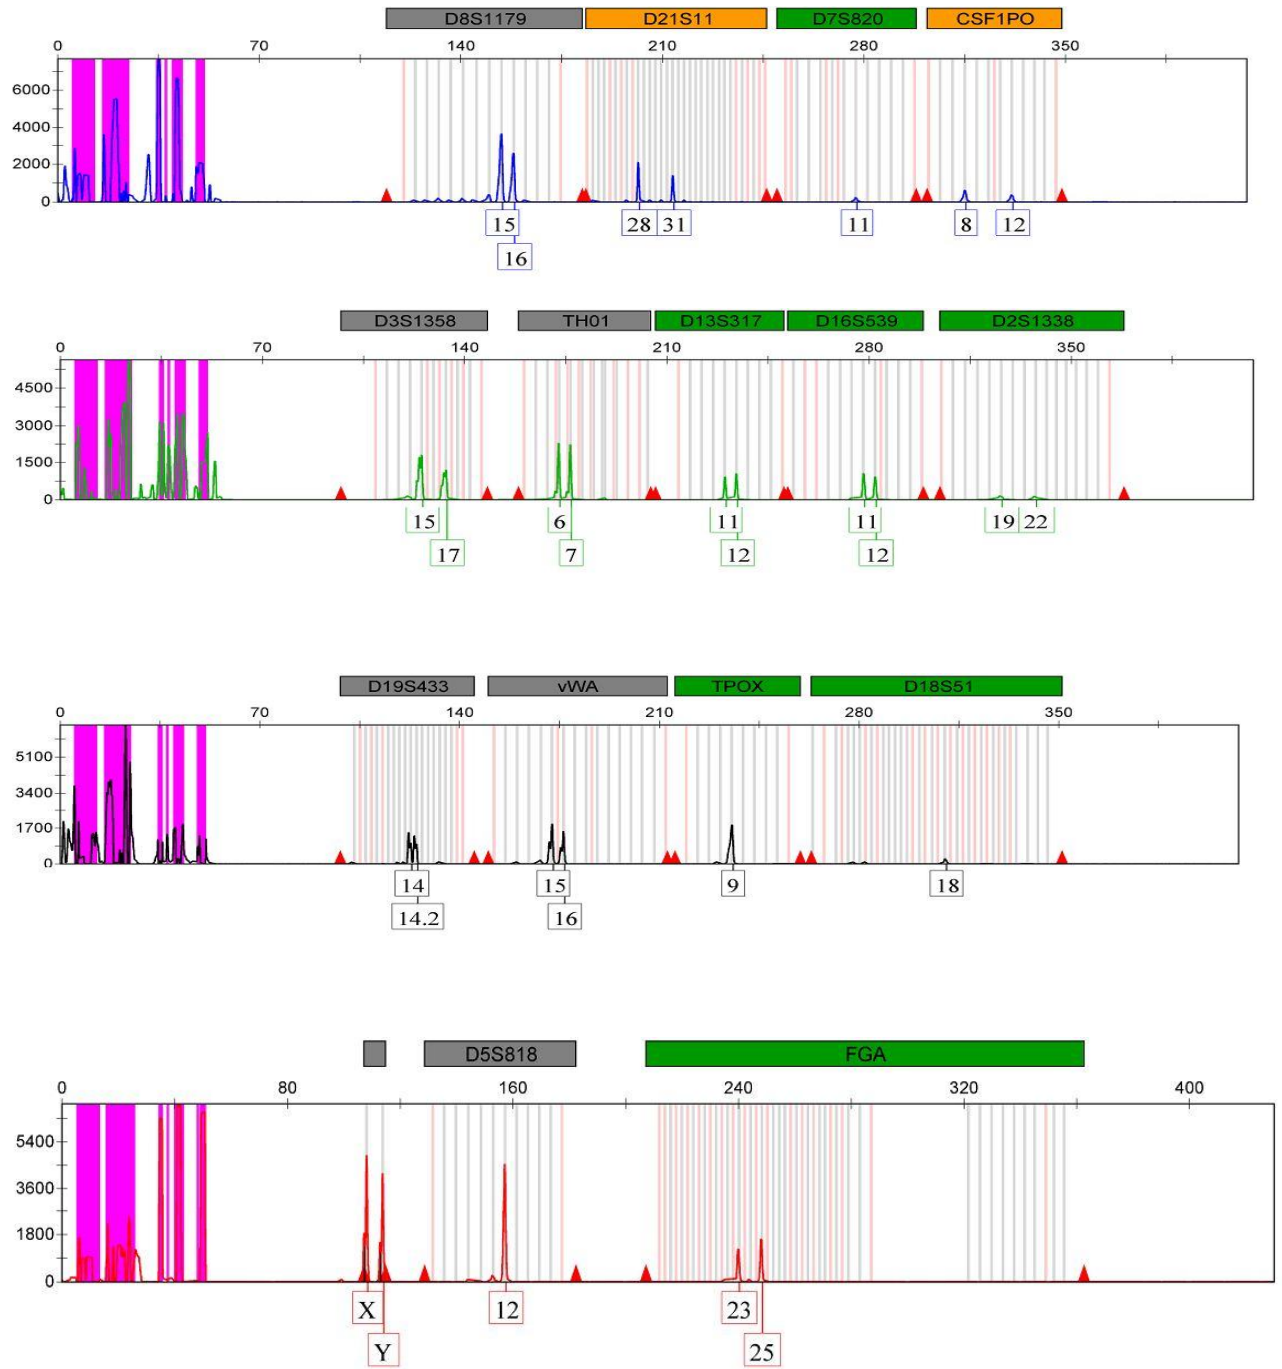 D8S1179 D21S11 D7S820 CSF1PO
0 70 140 210 280 350
6000
4000
2000
0
15 28 31 11 8 12
16
D3S1358 TH01 D13S317 D16S539 D2S1338
0 70 140 210 280 350
4500
3000
1500
0
15 6 11 11 19 22
17 7 12 12
D19S433 vWA TPOX D18S51
0 70 140 210 280 350
5100
3400
1700
0
14 15 9 18
14.2 16
D5S818 FGA
0 80 160 240 320 400
5400
3600
1800
0
X 12 23
Y 25